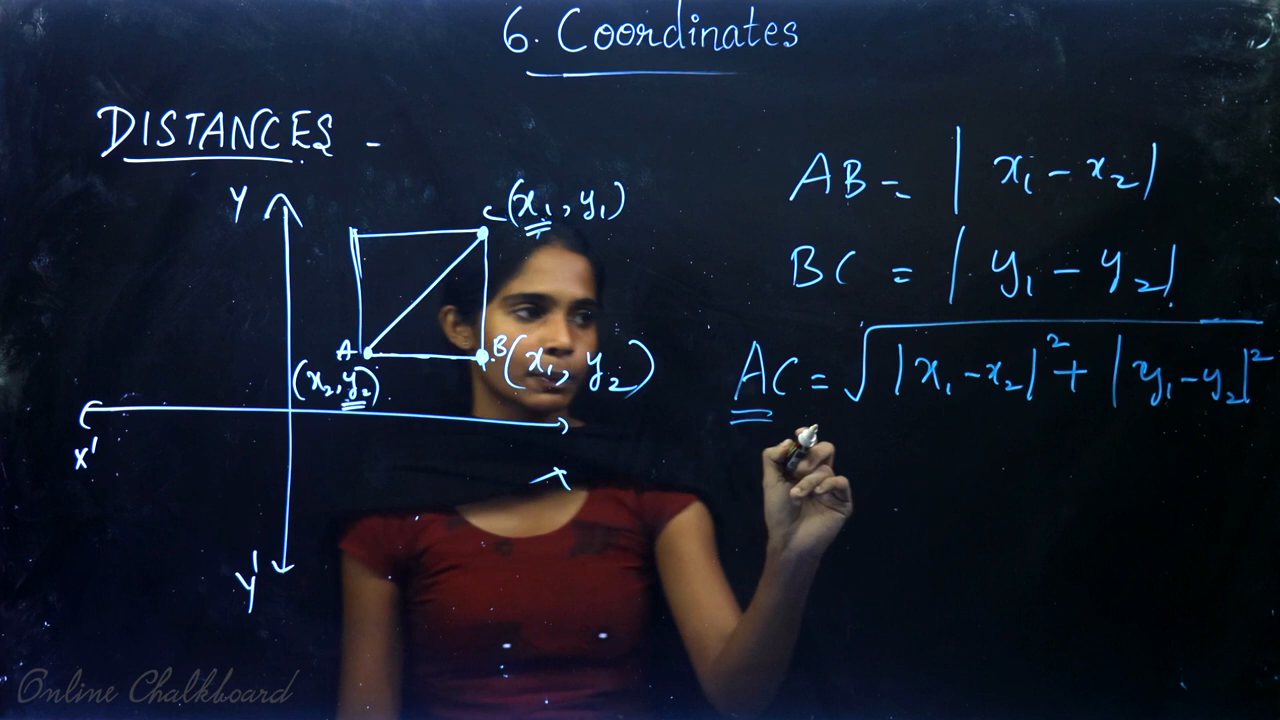 6. Coordinates
DISTANCES -
Y
C(x₁, y₁)
A
(x₂, y₂)
B(x₁, y₂)
X'
X
Y'
AB = |x₁ - x₂|
BC = |y₁ - y₂|
AC = √|x₁ - x₂|² + |y₁ - y₂|²
Online Chalkboard